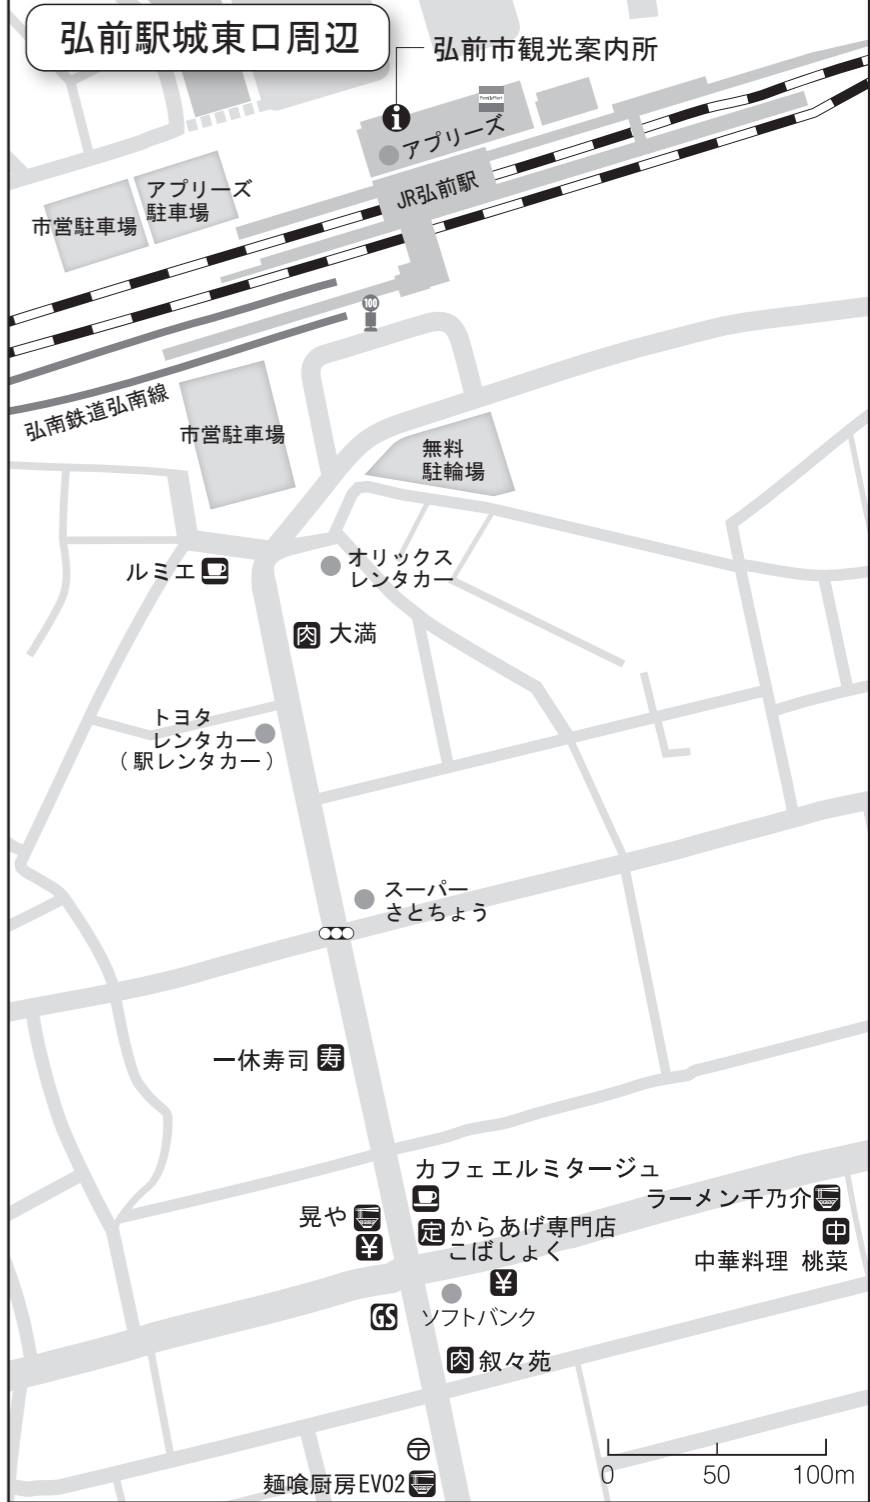 弘前駅城東口周辺
弘前市観光案内所
FamilyMart
アプリーズ
JR弘前駅
アプリーズ
駐車場
市営駐車場
100
弘南鉄道弘南線
市営駐車場
無料
駐輪場
ルミエ
オリックス
レンタカー
肉 大満
トヨタ
レンタカー
(駅レンタカー)
スーパー
さとちょう
一休寿司 寿
カフェ エルミタージュ
ラーメン千乃介
晃や
定 からあげ専門店
こばしょく
¥
中
中華料理 桃菜
¥
GS
ソフトバンク
肉 叙々苑
〒
麺喰厨房EVO2
0 50 100m